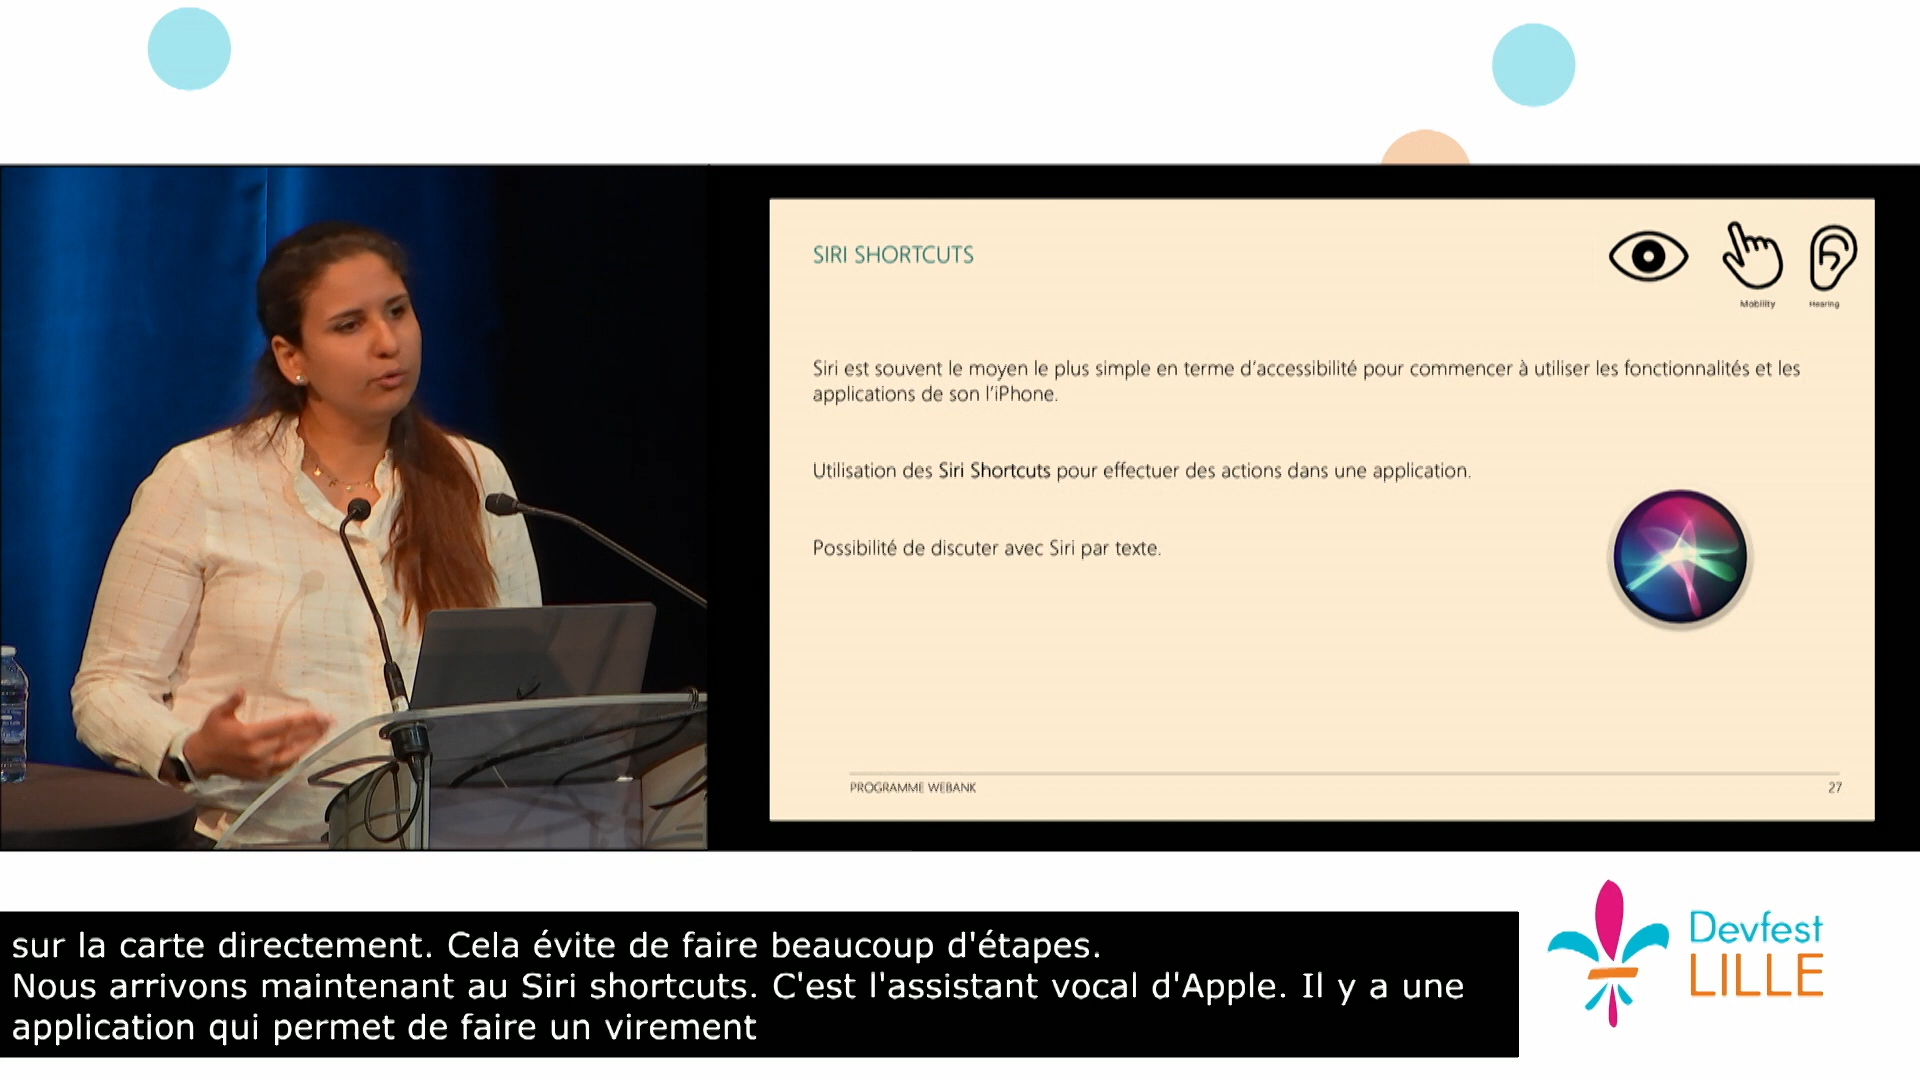 SIRI SHORTCUTS
Mobility
Hearing
Siri est souvent le moyen le plus simple en terme d'accessibilité pour commencer à utiliser les fonctionnalités et les
applications de son l'iPhone.
Utilisation des Siri Shortcuts pour effectuer des actions dans une application.
Possibilité de discuter avec Siri par texte.
PROGRAMME WEBANK
27
sur la carte directement. Cela évite de faire beaucoup d'étapes.
Nous arrivons maintenant au Siri shortcuts. C'est l'assistant vocal d'Apple. Il y a une
application qui permet de faire un virement
Devfest
LILLE